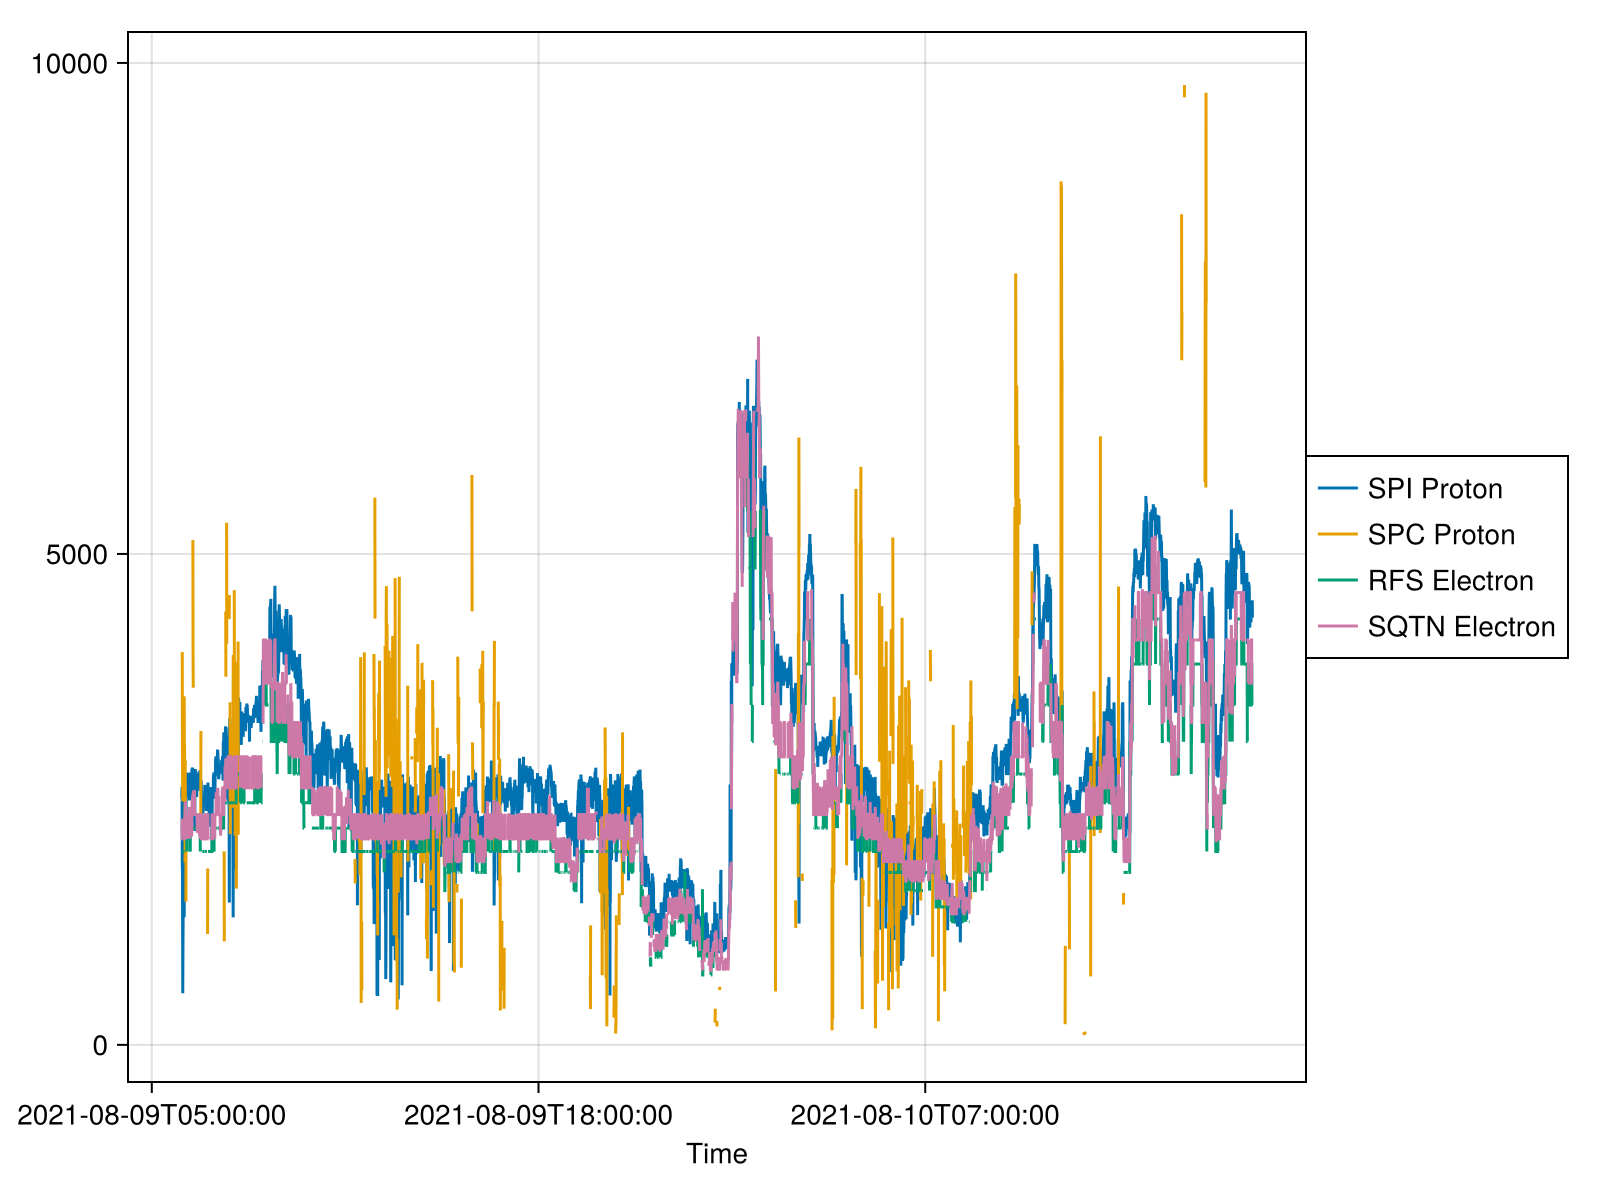 10000
5000
0
2021-08-09T05:00:00
2021-08-09T18:00:00
2021-08-10T07:00:00
Time
SPI Proton
SPC Proton
RFS Electron
SQTN Electron